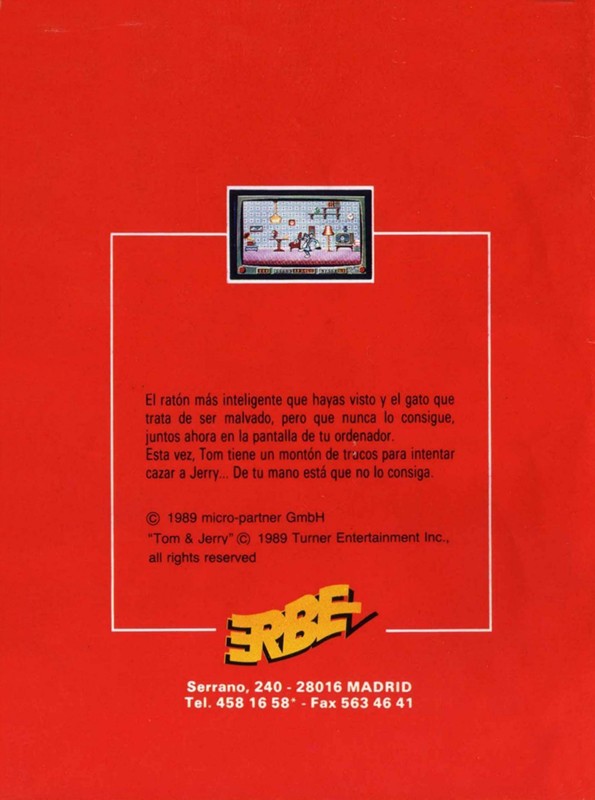 El ratón más inteligente que hayas visto y el gato que
trata de ser malvado, pero que nunca lo consigue,
juntos ahora en la pantalla de tu ordenador.
Esta vez, Tom tiene un montón de trucos para intentar
cazar a Jerry... De tu mano está que no lo consiga.
© 1989 micro-partner GmbH
"Tom & Jerry" © 1989 Turner Entertainment Inc.,
all rights reserved
ERBE
Serrano, 240 - 28016 MADRID
Tel. 458 16 58* - Fax 563 46 41